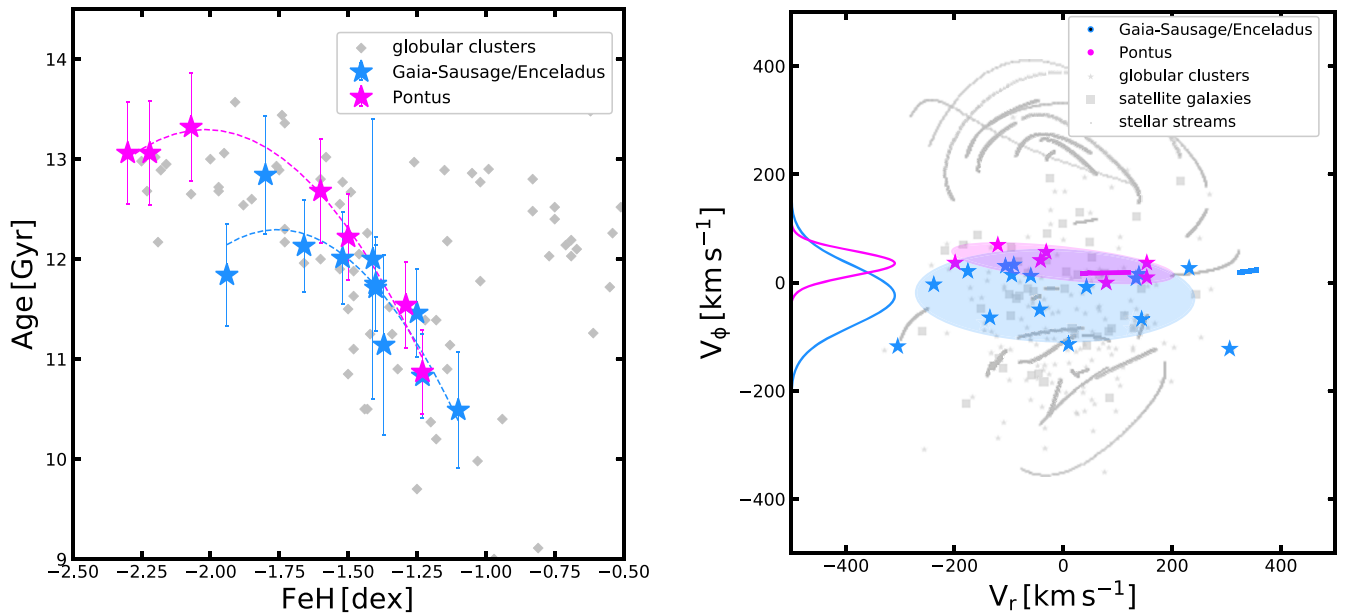 14
13
12
11
10
9
Age [Gyr]
−2.50 −2.25 −2.00 −1.75 −1.50 −1.25 −1.00 −0.75 −0.50
FeH [dex]
globular clusters
Gaia-Sausage/Enceladus
Pontus
400
200
0
−200
−400
V_ϕ [km s⁻¹]
−400 −200 0 200 400
V_r [km s⁻¹]
Gaia-Sausage/Enceladus
Pontus
globular clusters
satellite galaxies
stellar streams